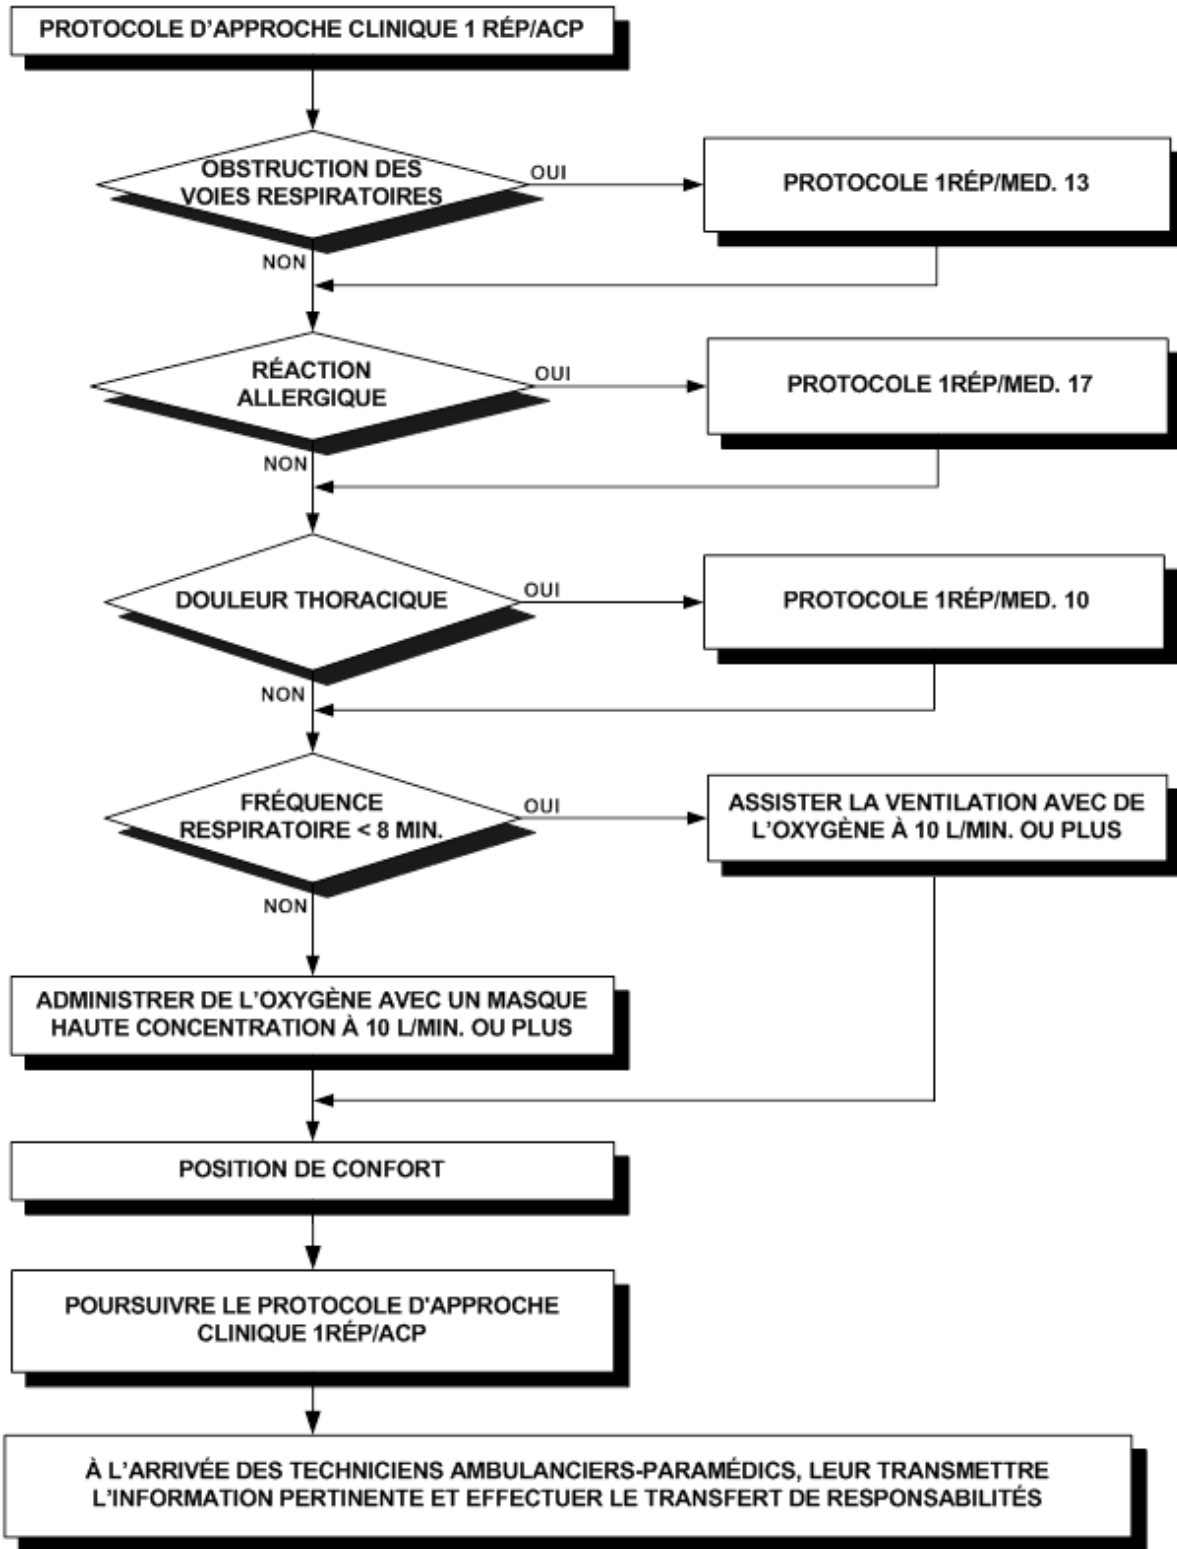 PROTOCOLE D'APPROCHE CLINIQUE 1 RÉP/ACP
OBSTRUCTION DES
VOIES RESPIRATOIRES
OUI
PROTOCOLE 1RÉP/MED. 13
NON
RÉACTION
ALLERGIQUE
OUI
PROTOCOLE 1RÉP/MED. 17
NON
DOULEUR THORACIQUE
OUI
PROTOCOLE 1RÉP/MED. 10
NON
FRÉQUENCE
RESPIRATOIRE < 8 MIN.
OUI
ASSISTER LA VENTILATION AVEC DE
L'OXYGÈNE À 10 L/MIN. OU PLUS
NON
ADMINISTRER DE L'OXYGÈNE AVEC UN MASQUE
HAUTE CONCENTRATION À 10 L/MIN. OU PLUS
POSITION DE CONFORT
POURSUIVRE LE PROTOCOLE D'APPROCHE
CLINIQUE 1RÉP/ACP
À L'ARRIVÉE DES TECHNICIENS AMBULANCIERS-PARAMÉDICS, LEUR TRANSMETTRE
L'INFORMATION PERTINENTE ET EFFECTUER LE TRANSFERT DE RESPONSABILITÉS